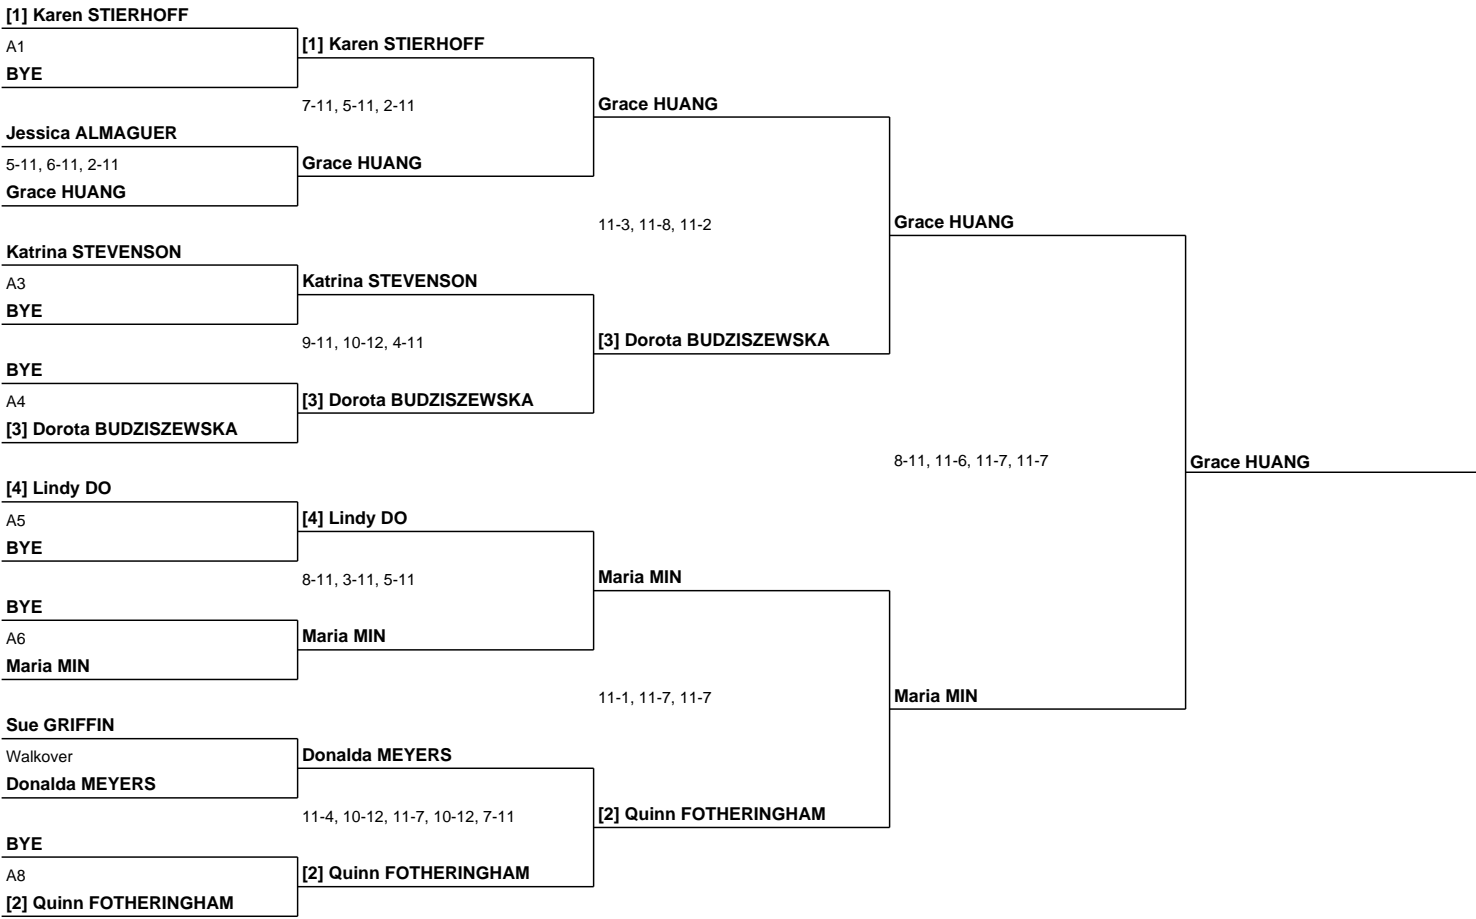 [1] Karen STIERHOFF
A1
BYE
Jessica ALMAGUER
5-11, 6-11, 2-11
Grace HUANG
Katrina STEVENSON
A3
BYE
BYE
A4
[3] Dorota BUDZISZEWSKA
[4] Lindy DO
A5
BYE
BYE
A6
Maria MIN
Sue GRIFFIN
Walkover
Donalda MEYERS
BYE
A8
[2] Quinn FOTHERINGHAM
[1] Karen STIERHOFF
7-11, 5-11, 2-11
Grace HUANG
Katrina STEVENSON
9-11, 10-12, 4-11
[3] Dorota BUDZISZEWSKA
[4] Lindy DO
8-11, 3-11, 5-11
Maria MIN
Donalda MEYERS
11-4, 10-12, 11-7, 10-12, 7-11
[2] Quinn FOTHERINGHAM
Grace HUANG
11-3, 11-8, 11-2
[3] Dorota BUDZISZEWSKA
Maria MIN
11-1, 11-7, 11-7
[2] Quinn FOTHERINGHAM
Grace HUANG
8-11, 11-6, 11-7, 11-7
Maria MIN
Grace HUANG